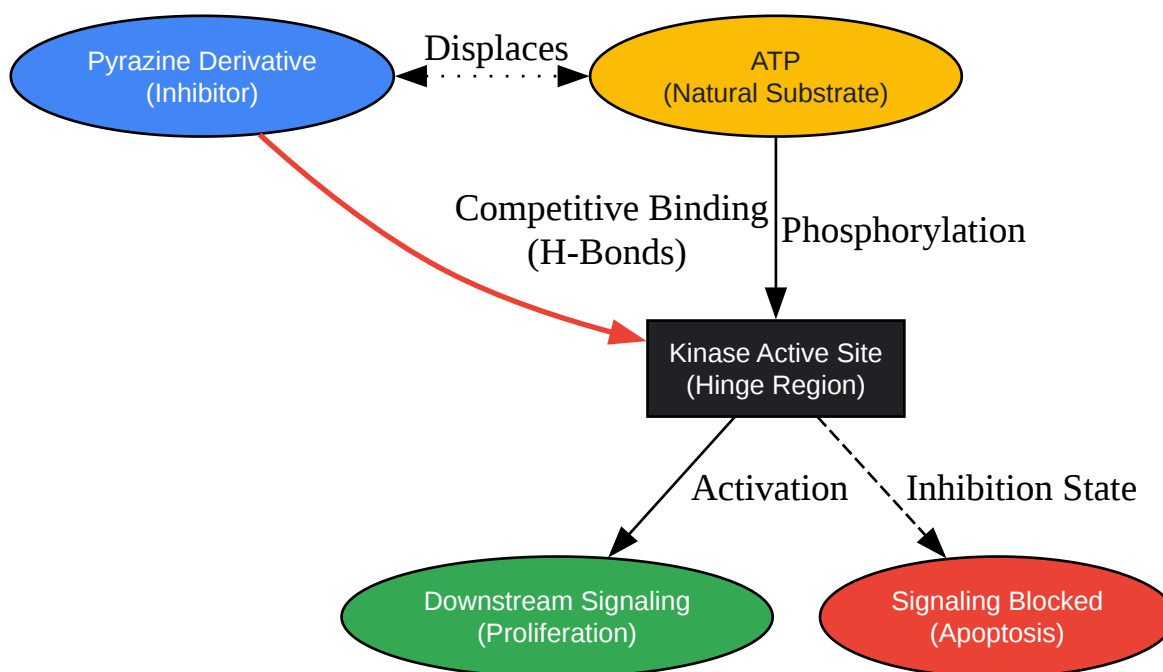 Pyrazine Derivative
(Inhibitor)
Displaces
ATP
(Natural Substrate)
Competitive Binding
(H-Bonds)
Phosphorylation
Kinase Active Site
(Hinge Region)
Activation
Inhibition State
Downstream Signaling
(Proliferation)
Signaling Blocked
(Apoptosis)